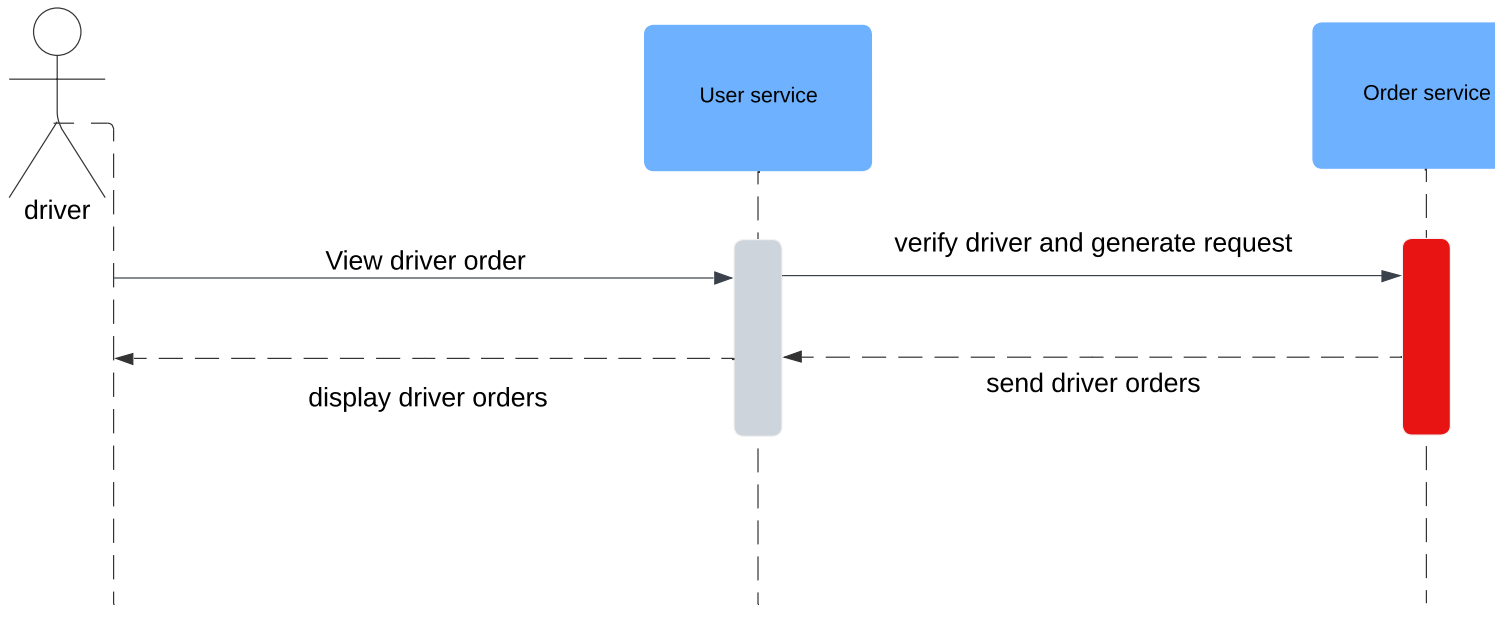 User service
Order service
driver
View driver order
verify driver and generate request
display driver orders
send driver orders